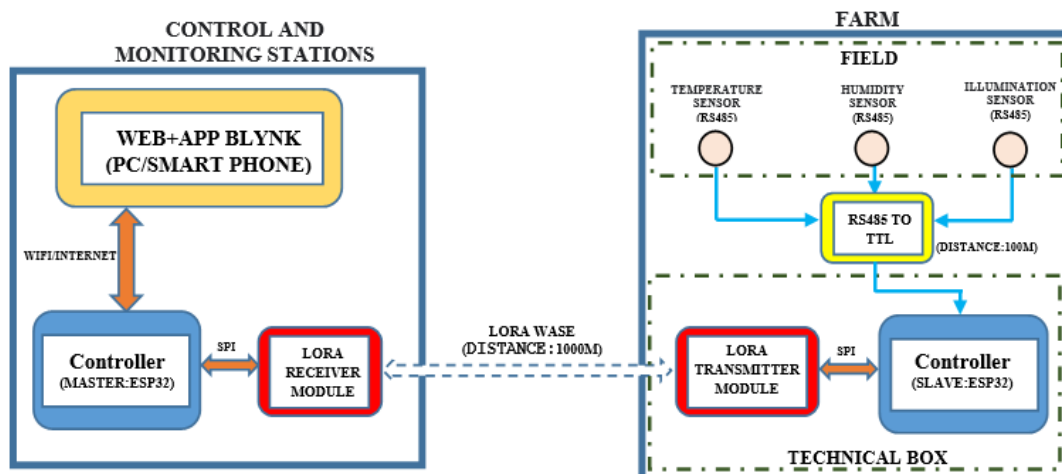 CONTROL AND
MONITORING STATIONS
WEB+APP BLYNK
(PC/SMART PHONE)
WIFI/INTERNET
Controller
(MASTER:ESP32)
SPI
LORA
RECEIVER
MODULE
LORA WASE
(DISTANCE:1000M)
FARM
FIELD
TEMPERATURE
SENSOR
(RS485)
HUMIDITY
SENSOR
(RS485)
ILLUMINATION
SENSOR
(RS485)
RS485 TO
TTL
(DISTANCE:100M)
LORA
TRANSMITTER
MODULE
SPI
Controller
(SLAVE:ESP32)
TECHNICAL BOX